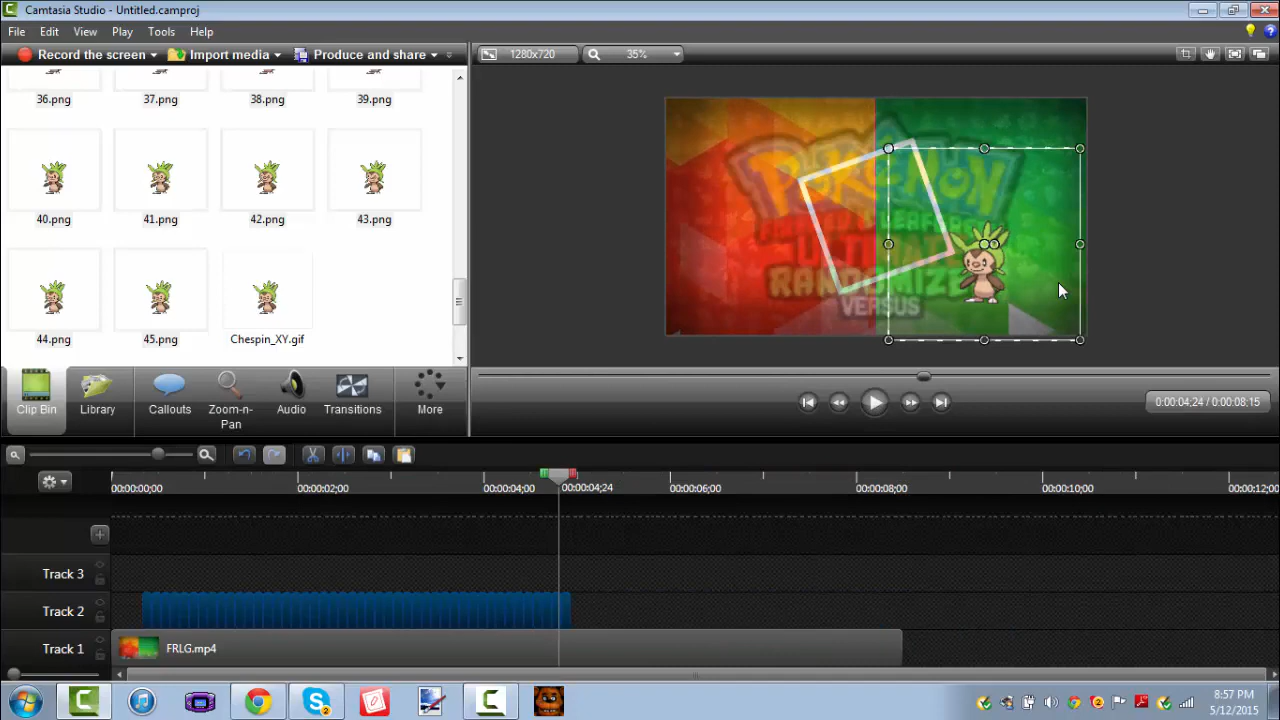 Camtasia Studio - Untitled.camproj
File Edit View Play Tools Help
Record the screen Import media Produce and share
1280x720 35%
36.png 37.png 38.png 39.png
40.png 41.png 42.png 43.png
44.png 45.png Chespin_XY.gif
POKEMON
ULTIMATE
RANDOMIZE
VERSUS
Clip Bin Library Callouts Zoom-n-Pan Audio Transitions More
0:00:04;24 / 0:00:08;15
00:00:00;00 00:00:02;00 00:00:04;00 00:00:04;24 00:00:06;00 00:00:08;00 00:00:10;00 00:00:12;00
Track 3
Track 2
Track 1 FRLG.mp4
8:57 PM
5/12/2015